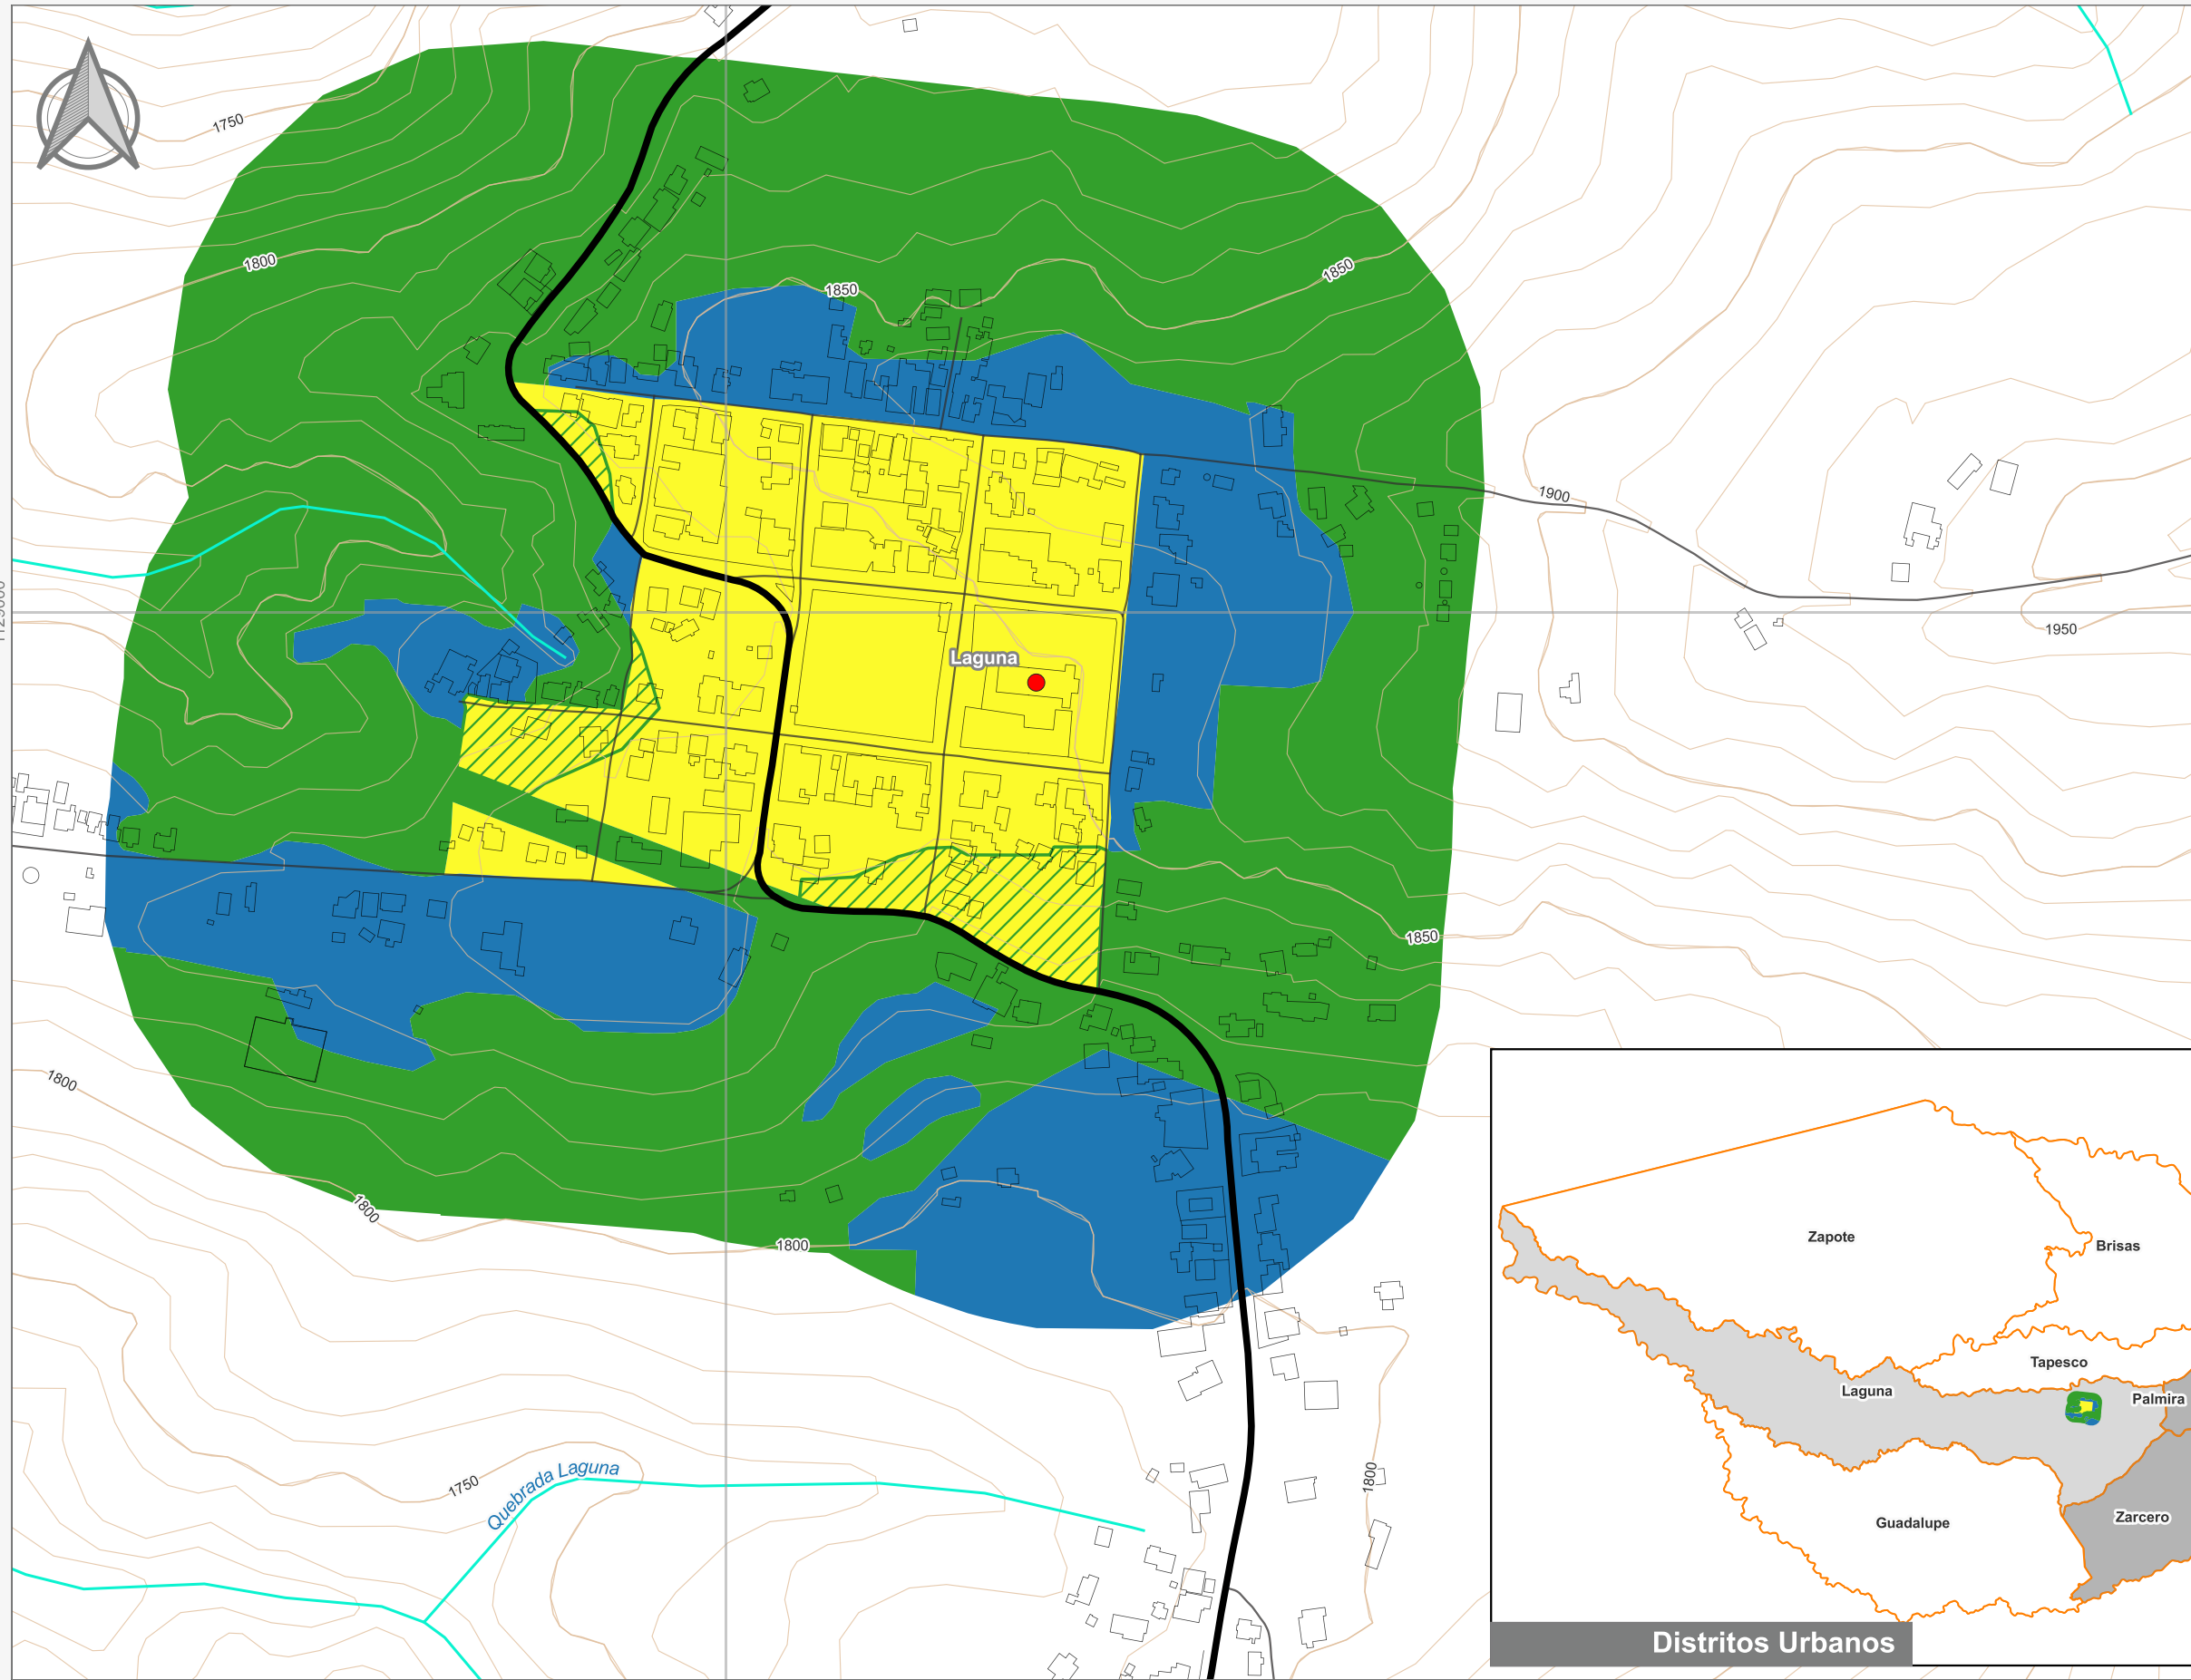 1750
1800
1850
1850
1900
1950
Laguna
1850
1800
1800
1800
1750
Quebrada Laguna
1800
Zapote
Brisas
Tapesco
Laguna
Palmira
Zarcero
Guadalupe
Distritos Urbanos